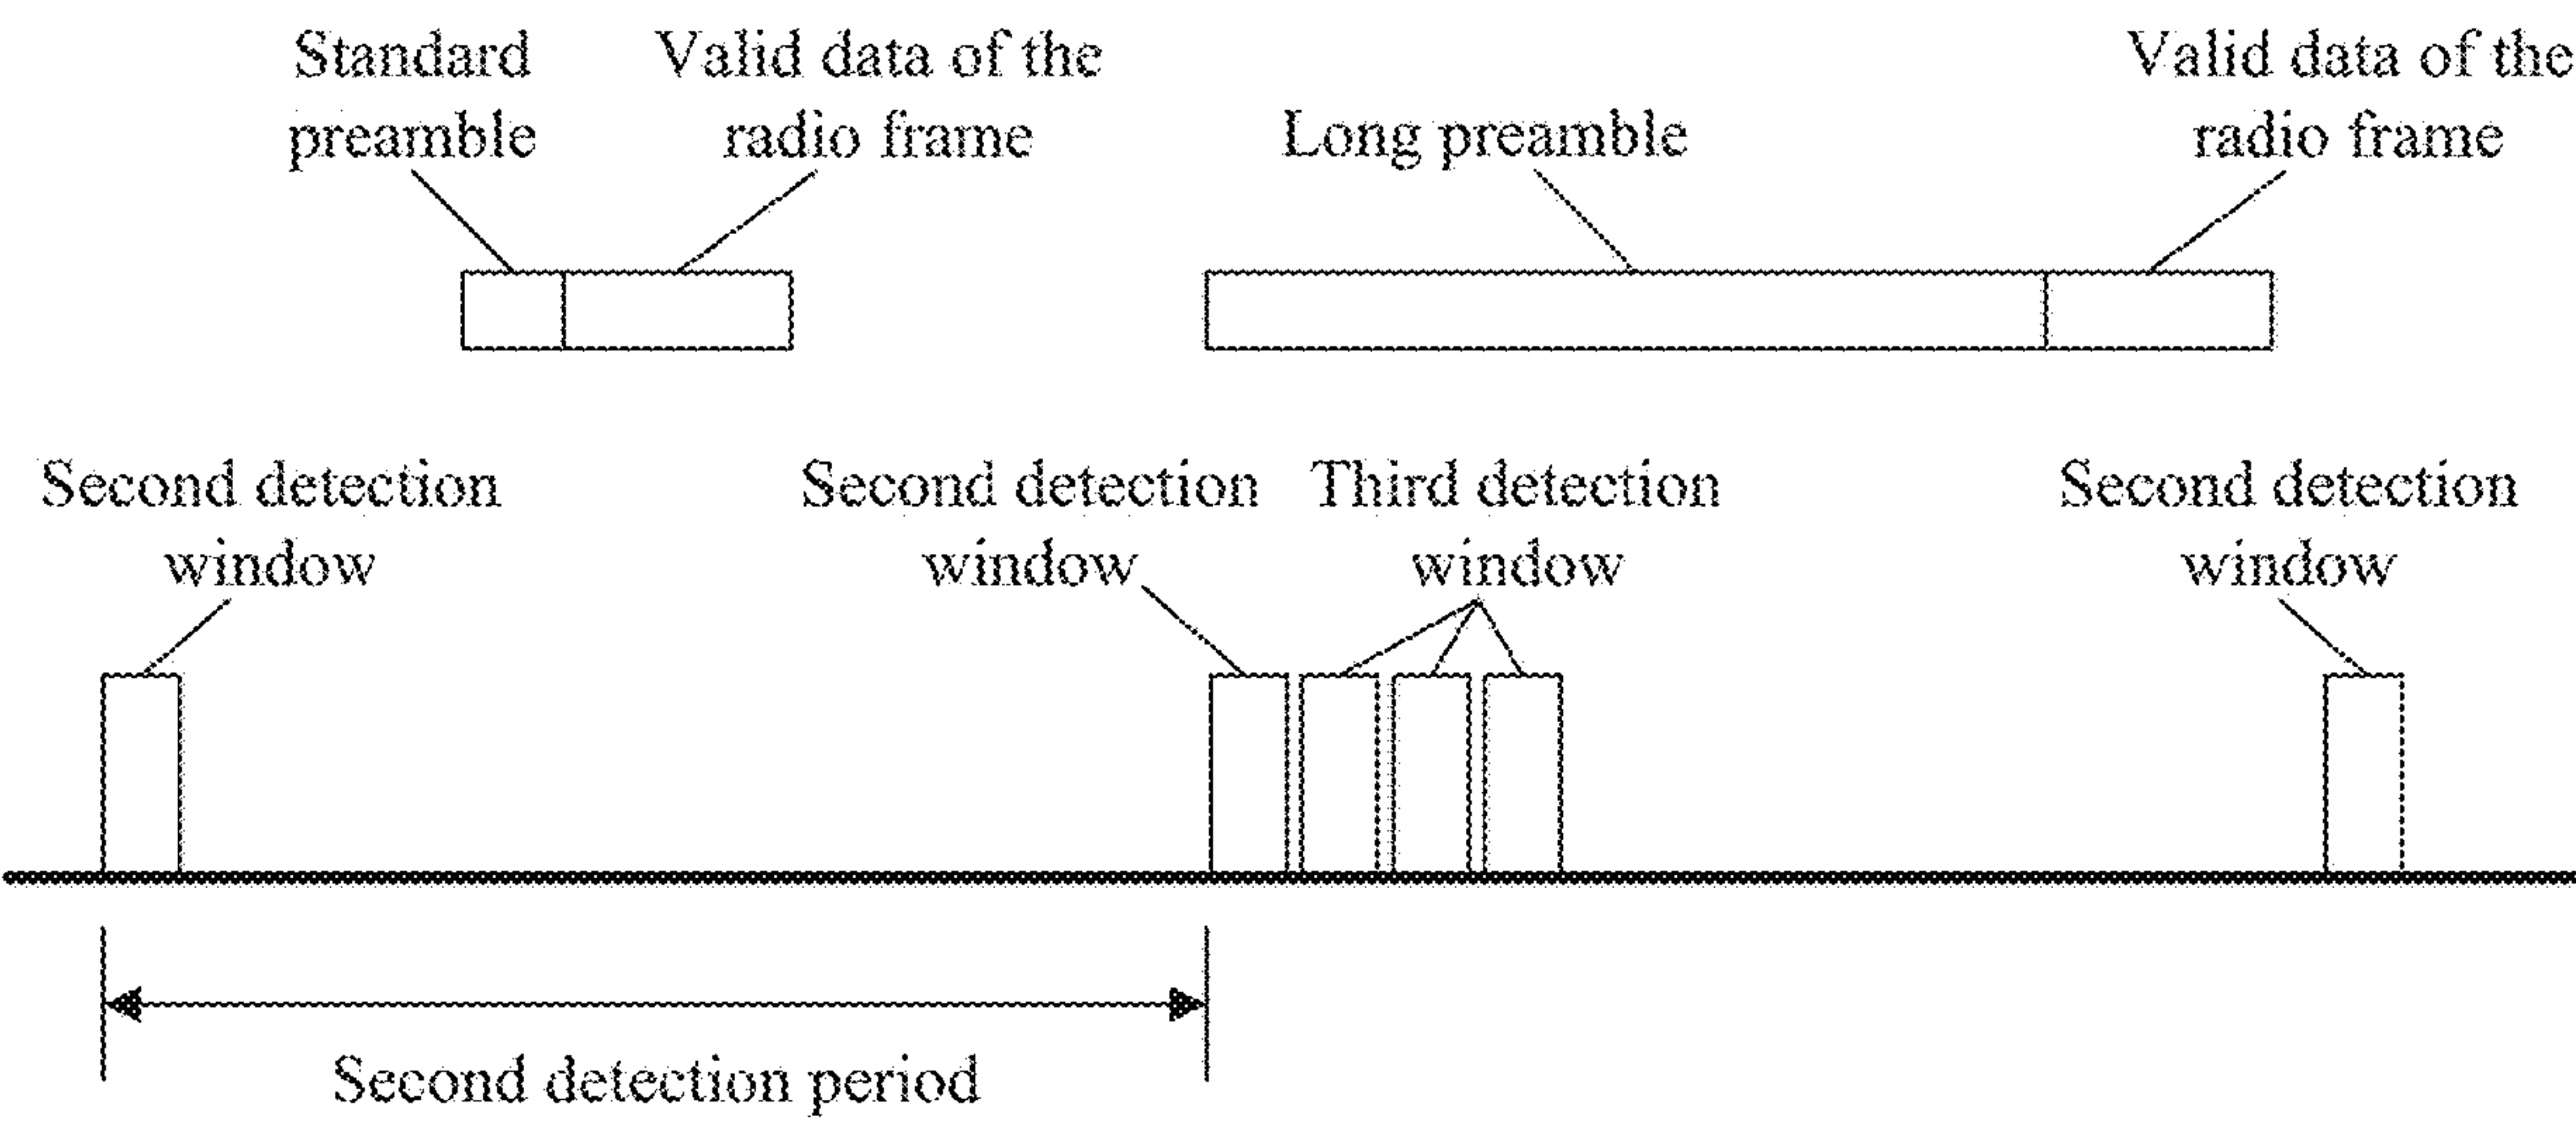 Standard
preamble
Valid data of the
radio frame
Long preamble
Valid data of the
radio frame
Second detection
window
Second detection
window
Third detection
window
Second detection
window
Second detection period